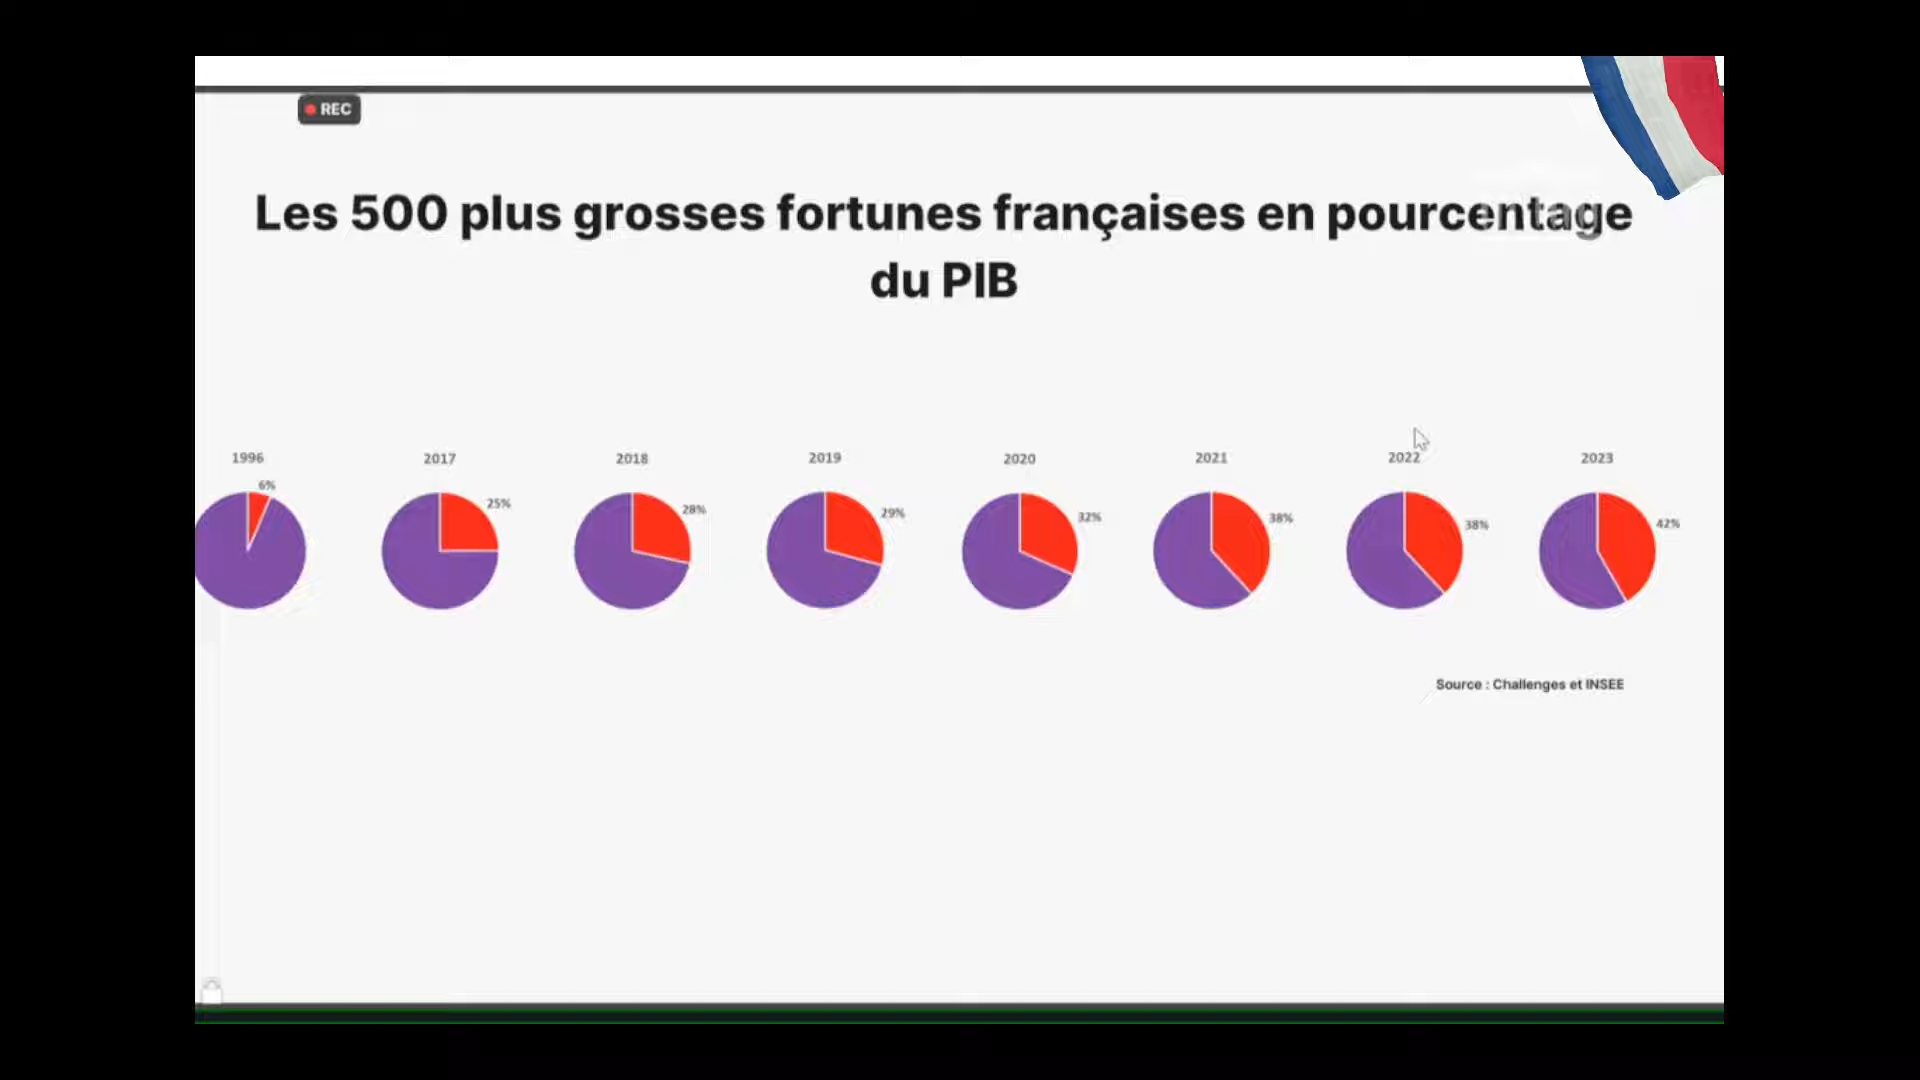 REC
Les 500 plus grosses fortunes françaises en pourcentage
du PIB
1996 2017 2018 2019 2020 2021 2022 2023
6% 25% 28% 29% 32% 38% 38% 42%
Source : Challenges et INSEE